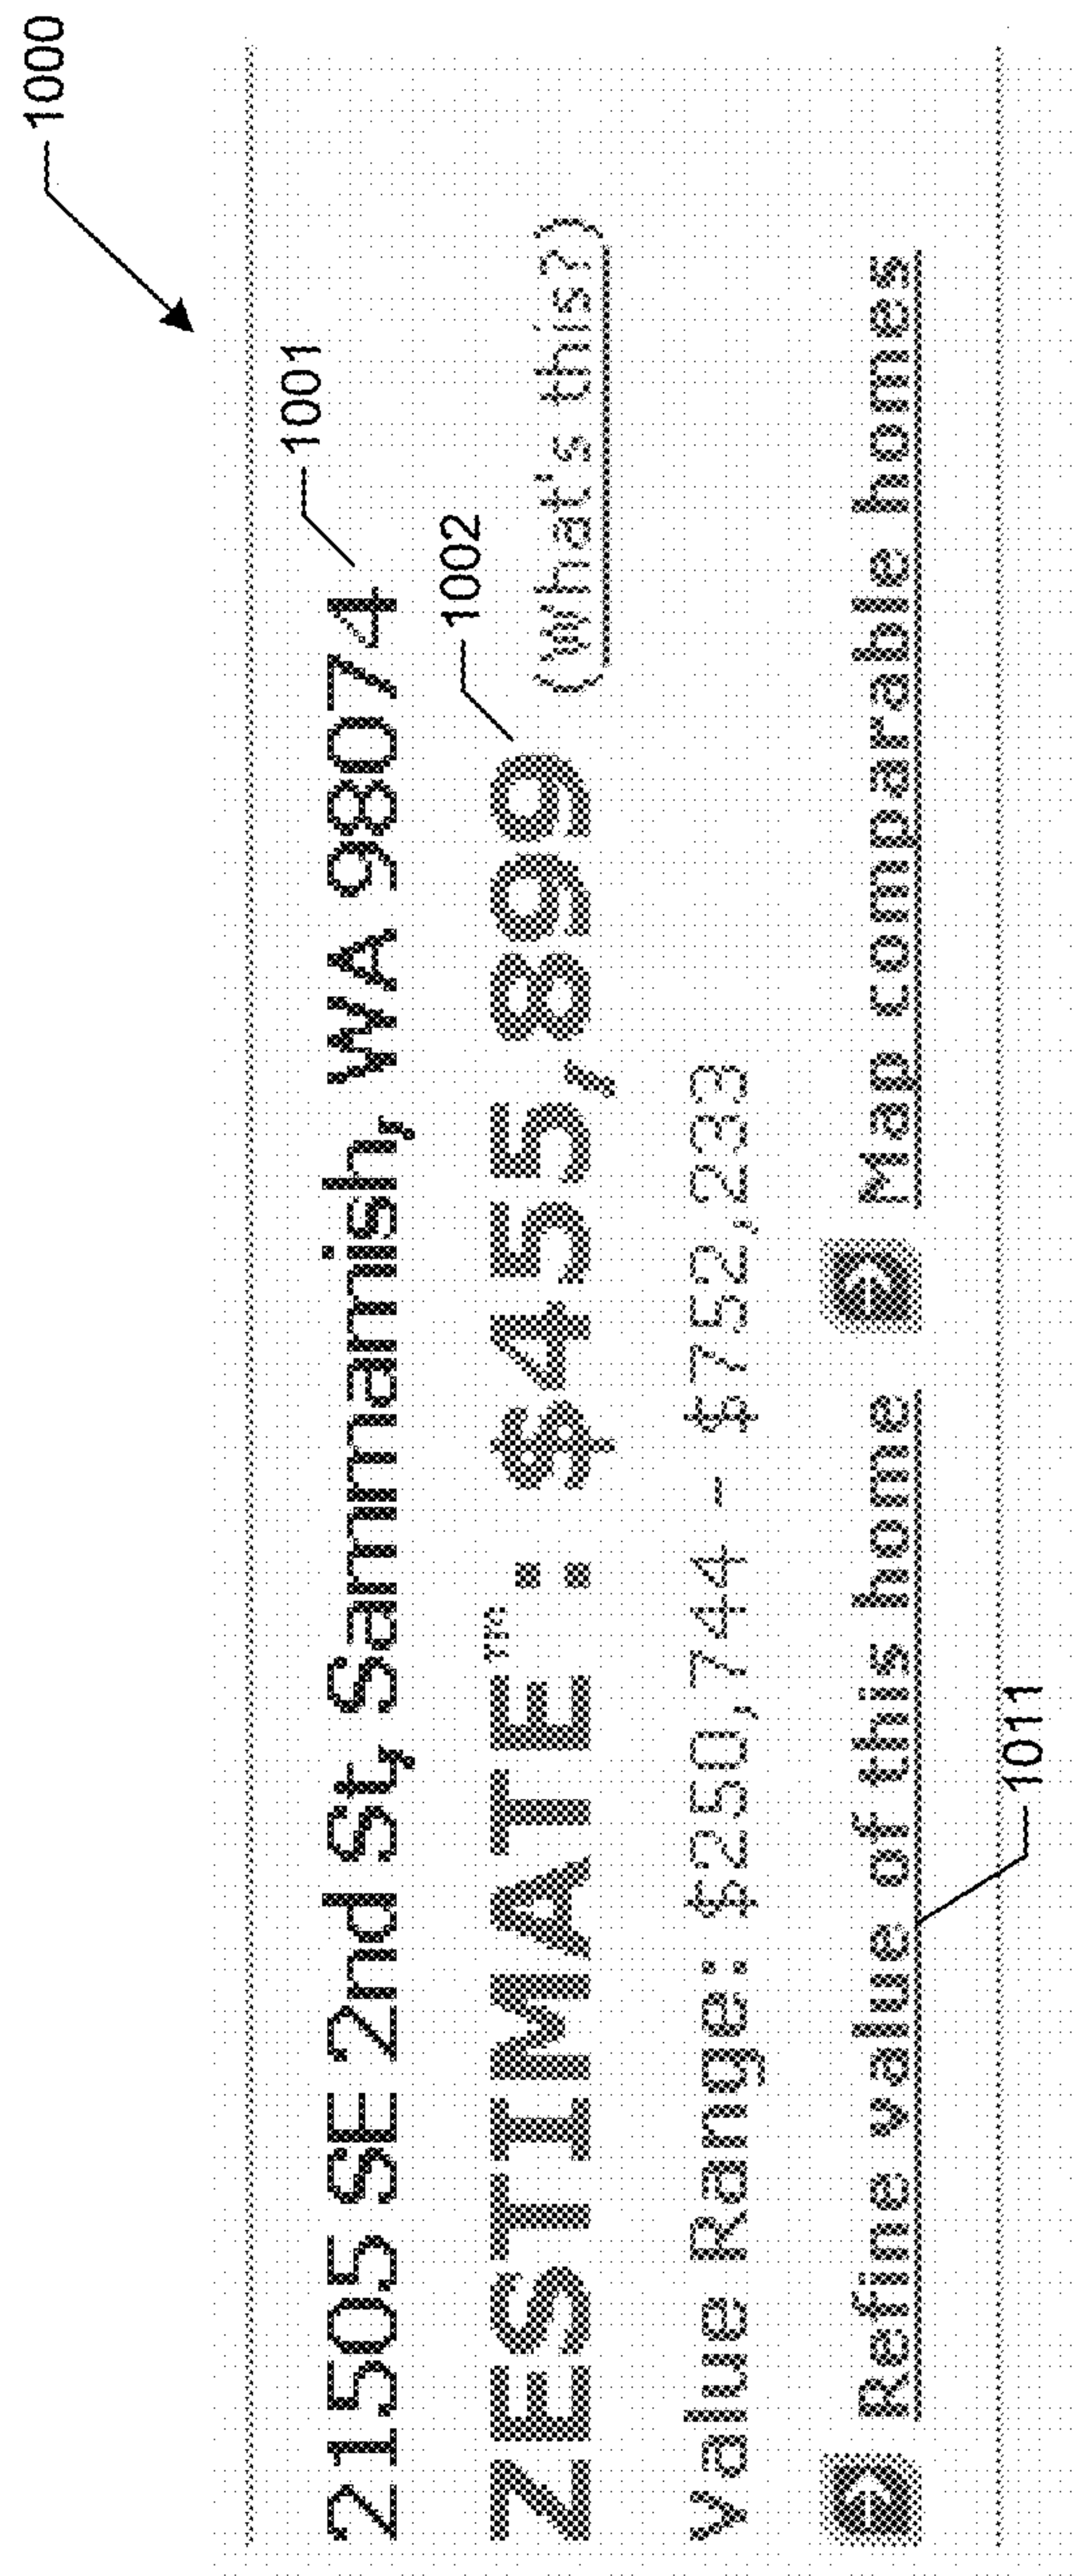 1000
1001
21505 SE 2nd St, Sammamish, WA 98074
1002
ZESTIMATE™: $455,899 (What's this?)
Value Range: $250,744 - $752,233
Refine value of this home Map comparable homes
1011